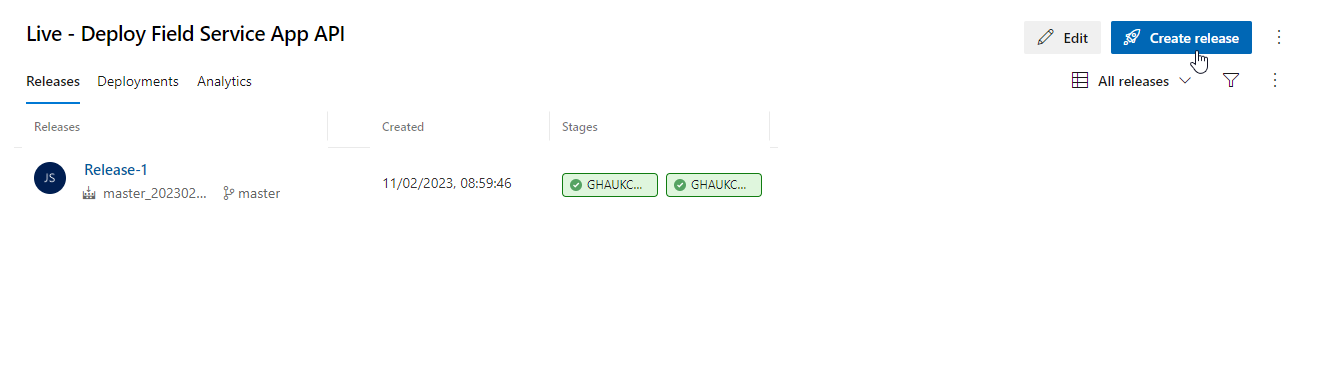 Live - Deploy Field Service App API
Edit
Create release
Releases Deployments Analytics
All releases
Releases Created Stages
JS
Release-1
master_202302... master
11/02/2023, 08:59:46
GHAUKC... GHAUKC...